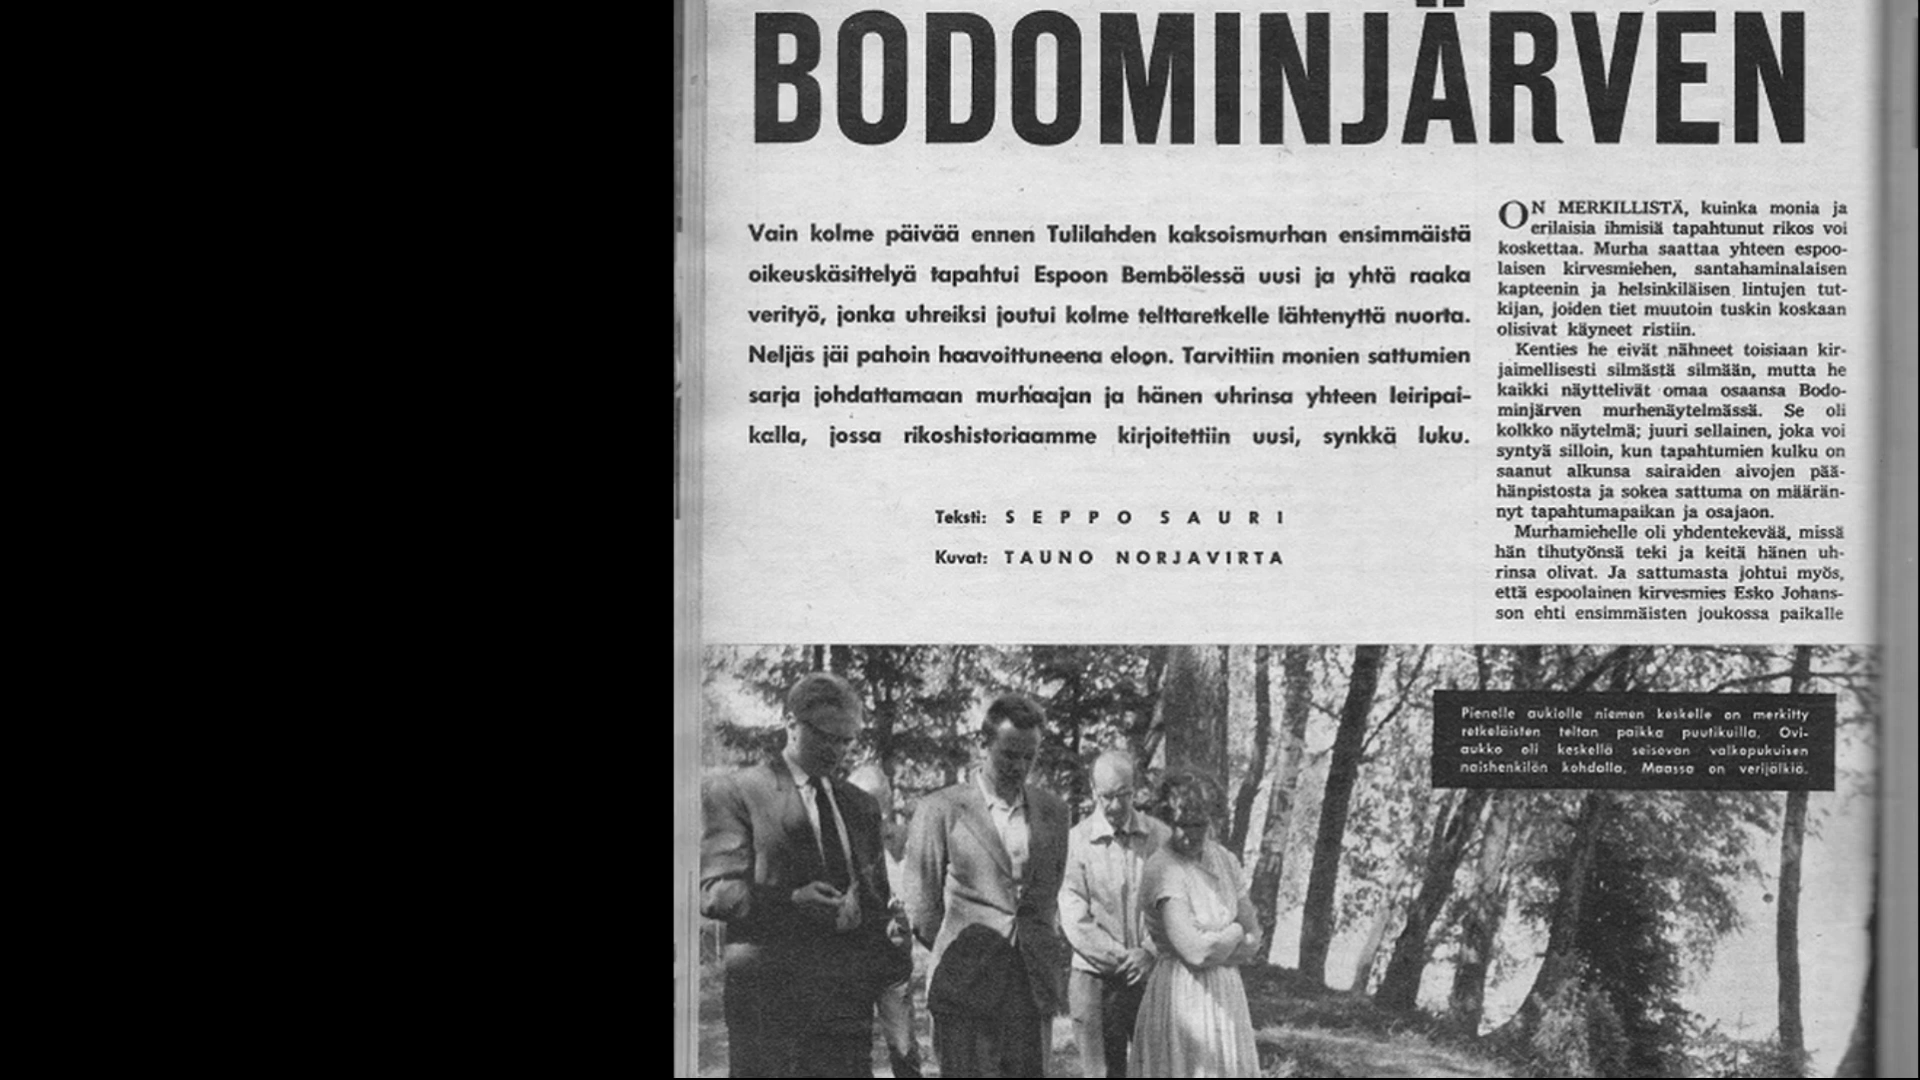 BODOMINJÄRVEN
Vain kolme päivää ennen Tulilahden kaksoismurhan ensimmäistä
oikeuskäsittelyä tapahtui Espoon Bembölessä uusi ja yhtä raaka
verityö, jonka uhreiksi joutui kolme telttaretkelle lähtenyttä nuorta.
Neljäs jäi pahoin haavoittuneena eloon. Tarvittiin monien sattumien
sarja johdattamaan murhaajan ja hänen uhrinsa yhteen leiripai-
kalla, jossa rikoshistoriaamme kirjoitettiin uusi, synkkä luku.
Teksti: SEPPO SAURI
Kuvat: TAUNO NORJAVIRTA
ON MERKILLISTÄ, kuinka monia ja
erilaisia ihmisiä tapahtunut rikos voi
koskettaa. Murha saattaa yhteen espoo-
laisen kirvesmiehen, santahaminalaisen
kapteenin ja helsinkiläisen lintujen tut-
kijan, joiden tiet muutoin tuskin koskaan
olisivat käyneet ristiin.
Kenties he eivät nähneet toisiaan kir-
jaimellisesti silmästä silmään, mutta he
kaikki näyttelivät omaa osaansa Bodo-
minjärven murhenäytelmässä. Se oli
kolkko näytelmä; juuri sellainen, joka voi
syntyä silloin, kun tapahtumien kulku on
saanut alkunsa sairaiden aivojen pää-
hänpistosta ja sokea sattuma on määrän-
nyt tapahtumapaikan ja osajaon.
Murhamiehelle oli yhdentekevää, missä
hän tihutyönsä teki ja keitä hänen uh-
rinsa olivat. Ja sattumasta johtui myös,
että espoolainen kirvesmies Esko Johans-
son ehti ensimmäisten joukossa paikalle
Pienelle aukiolle niemen keskelle on merkitty
retkeläisten teltan paikka puutikuilla. Ovi-
aukko oli keskellä seisovan valkopukuisen
naishenkilön kohdalla. Maassa on verijälkiä.